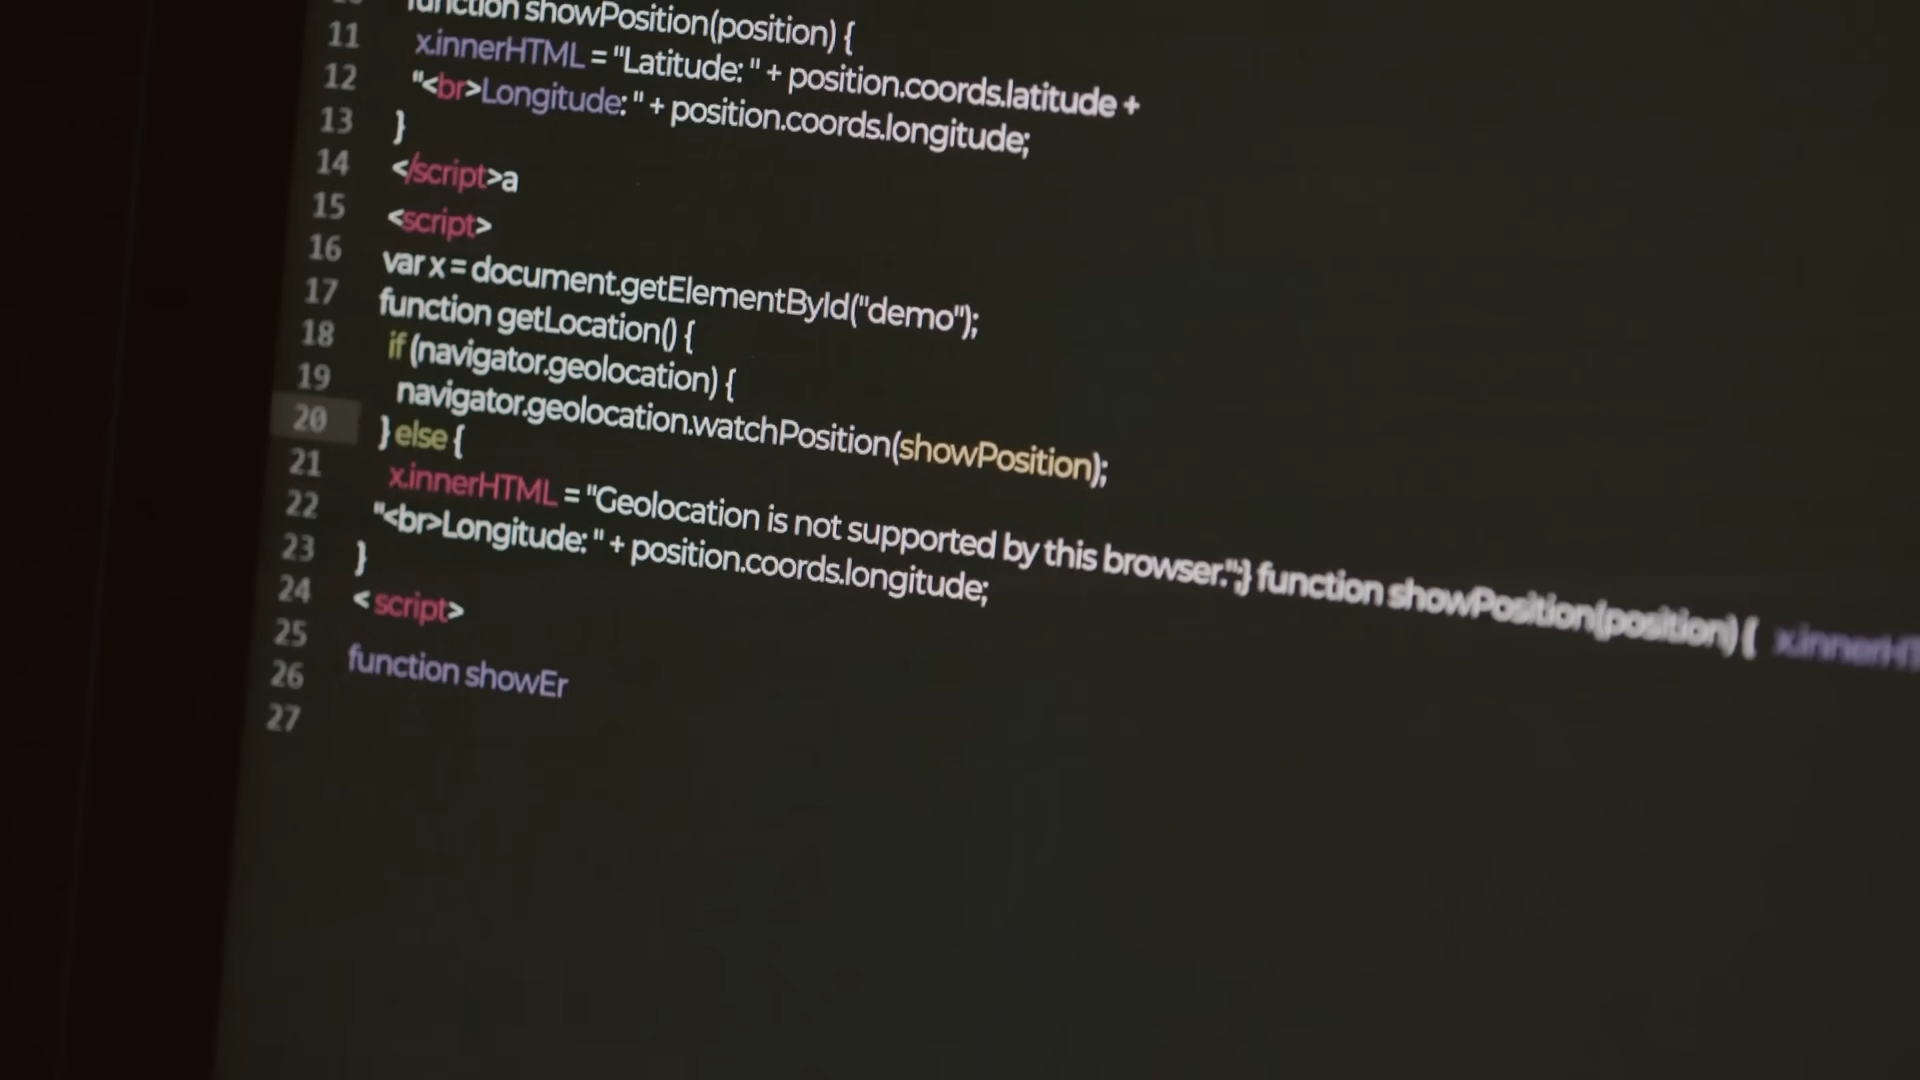 function showPosition(position) {
11 x.innerHTML = "Latitude: " + position.coords.latitude +
12 "<br>Longitude: " + position.coords.longitude;
13 }
14 </script>a
15 <script>
16 var x = document.getElementById("demo");
17 function getLocation() {
18 if (navigator.geolocation) {
19 navigator.geolocation.watchPosition(showPosition);
20 } else {
21 x.innerHTML = "Geolocation is not supported by this browser.";} function showPosition(position) {
22 "<br>Longitude: " + position.coords.longitude;
23 }
24 < script>
25
26 function showEr
27